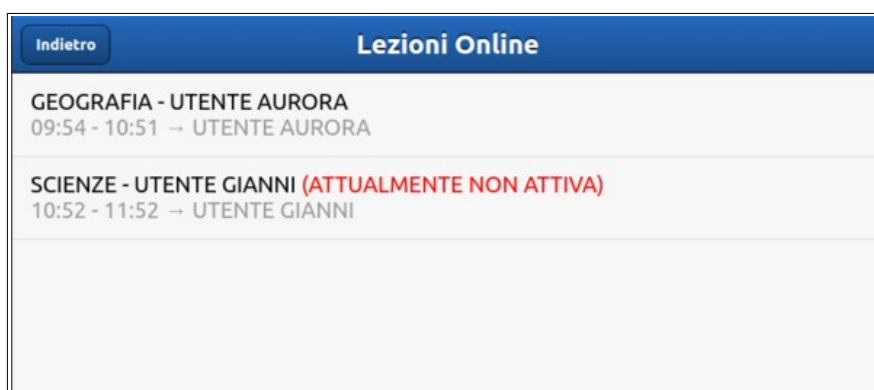 Indietro
Lezioni Online
GEOGRAFIA - UTENTE AURORA
09:54 - 10:51 → UTENTE AURORA
SCIENZE - UTENTE GIANNI (ATTUALMENTE NON ATTIVA)
10:52 - 11:52 → UTENTE GIANNI